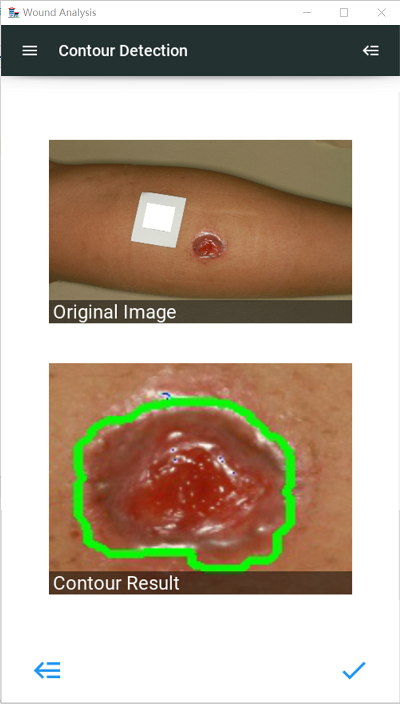 Wound Analysis
Contour Detection
Original Image
Contour Result